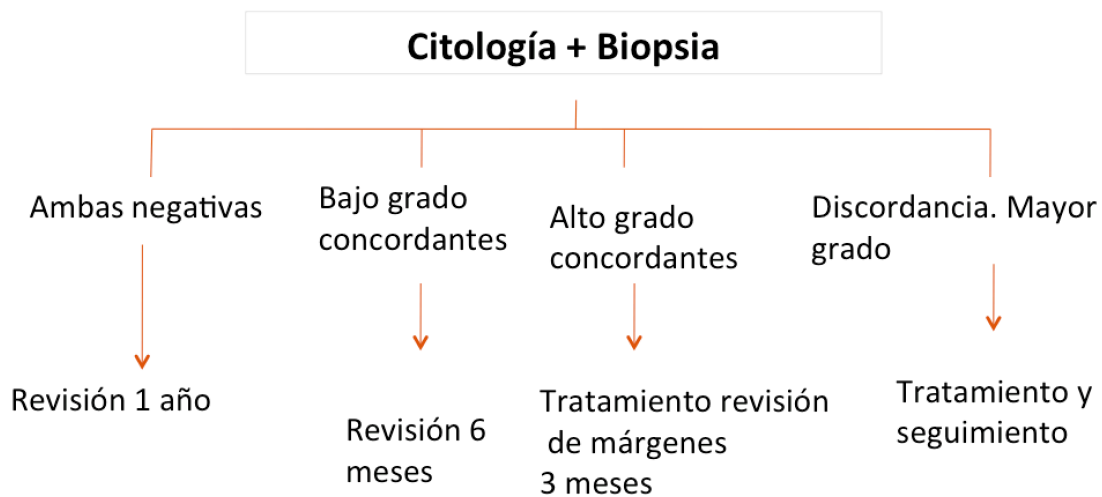 Citología + Biopsia
Ambas negativas
Bajo grado
concordantes
Alto grado
concordantes
Discordancia. Mayor
grado
Revisión 1 año
Revisión 6
meses
Tratamiento revisión
de márgenes
3 meses
Tratamiento y
seguimiento